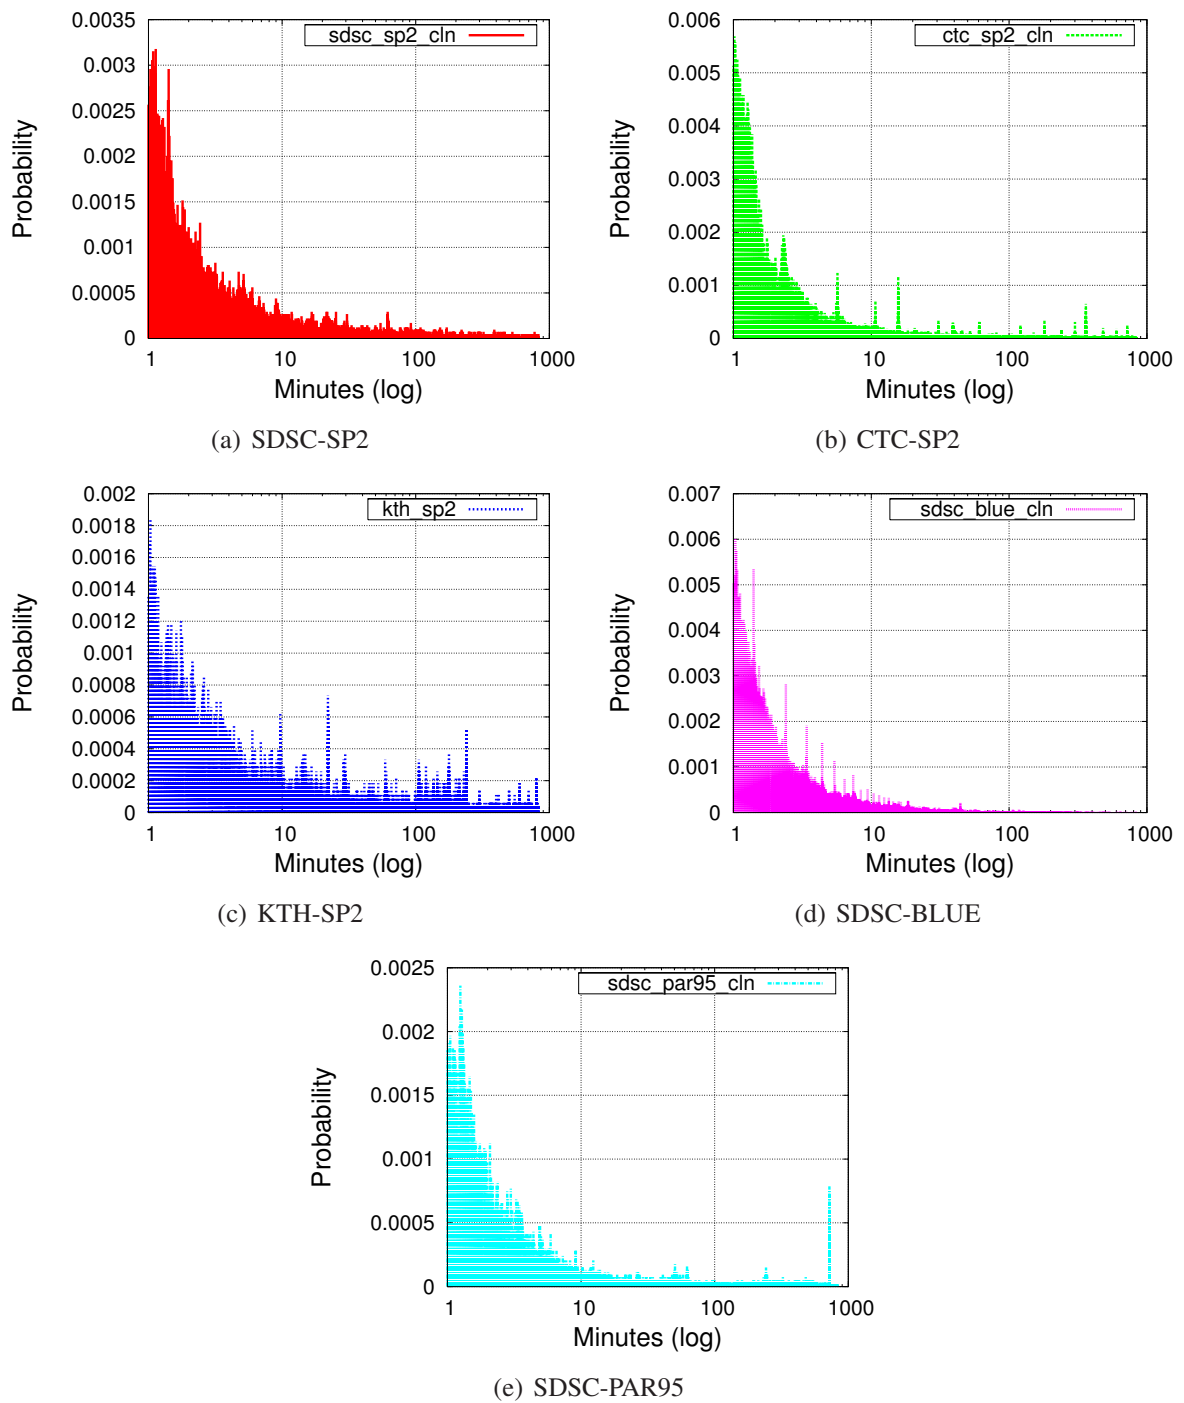 sdsc_sp2_cln
0.0035
0.003
0.0025
0.002
0.0015
0.001
0.0005
0
Probability
1 10 100 1000
Minutes (log)
(a) SDSC-SP2
ctc_sp2_cln
0.006
0.005
0.004
0.003
0.002
0.001
0
Probability
1 10 100 1000
Minutes (log)
(b) CTC-SP2
kth_sp2
0.002
0.0018
0.0016
0.0014
0.0012
0.001
0.0008
0.0006
0.0004
0.0002
0
Probability
1 10 100 1000
Minutes (log)
(c) KTH-SP2
sdsc_blue_cln
0.007
0.006
0.005
0.004
0.003
0.002
0.001
0
Probability
1 10 100 1000
Minutes (log)
(d) SDSC-BLUE
sdsc_par95_cln
0.0025
0.002
0.0015
0.001
0.0005
0
Probability
1 10 100 1000
Minutes (log)
(e) SDSC-PAR95